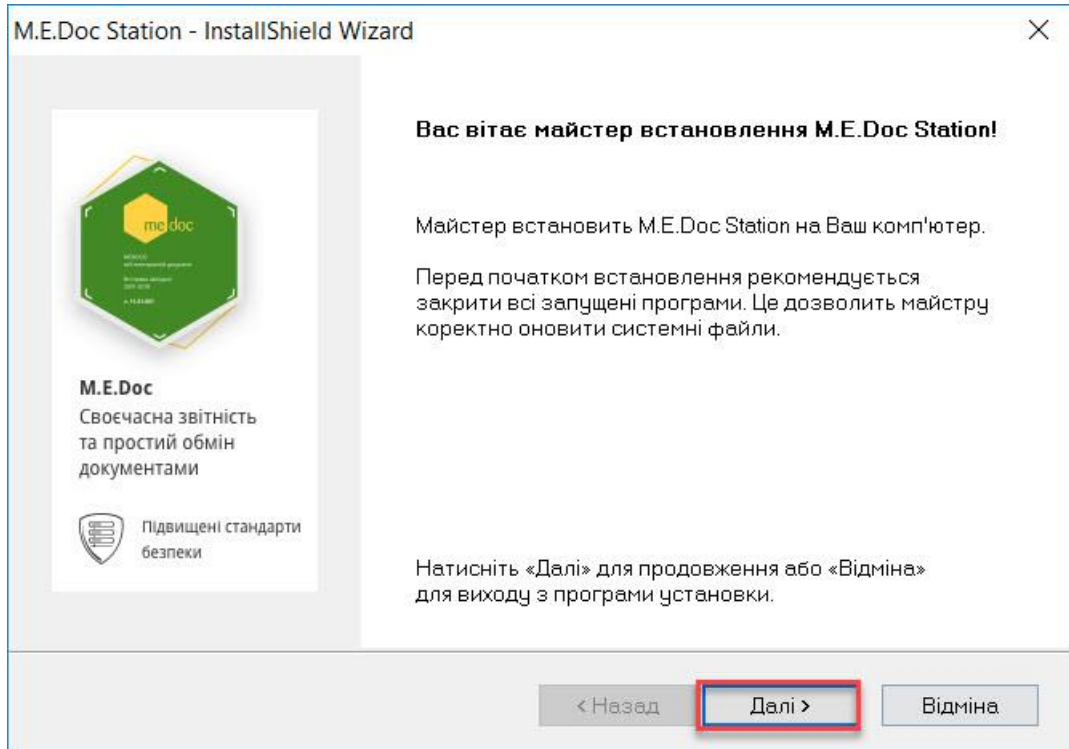 M.E.Doc Station - InstallShield Wizard
Вас вітає майстер встановлення M.E.Doc Station!
Майстер встановить M.E.Doc Station на Ваш комп'ютер.
Перед початком встановлення рекомендується
закрити всі запущені програми. Це дозволить майстру
коректно оновити системні файли.
me doc
M.E.Doc
Своєчасна звітність
та простий обмін
документами
Підвищені стандарти
безпеки
Натисніть «Далі» для продовження або «Відміна»
для виходу з програми установки.
< Назад
Далі >
Відміна